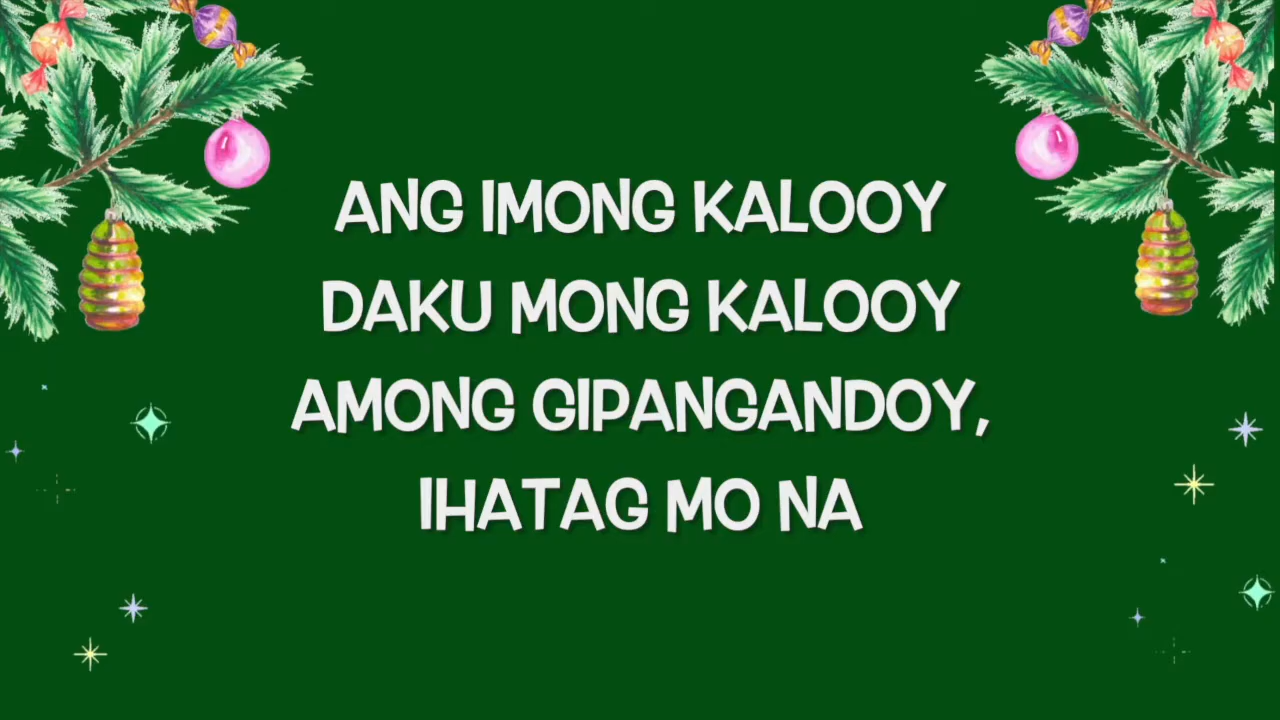 ANG IMONG KALOOY
DAKU MONG KALOOY
AMONG GIPANGANDOY,
IHATAG MO NA